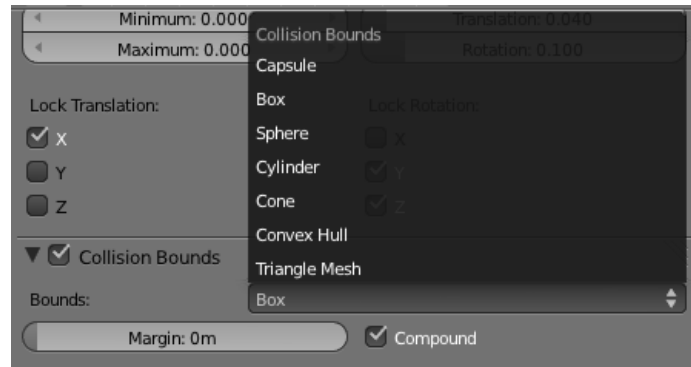 Minimum: 0.000
Translation: 0.040
Maximum: 0.000
Rotation: 0.100
Collision Bounds
Capsule
Box
Sphere
Cylinder
Cone
Convex Hull
Triangle Mesh
Lock Translation:
X
Y
Z
Lock Rotation:
X
Y
Z
Collision Bounds
Bounds:
Box
Margin: 0m
Compound